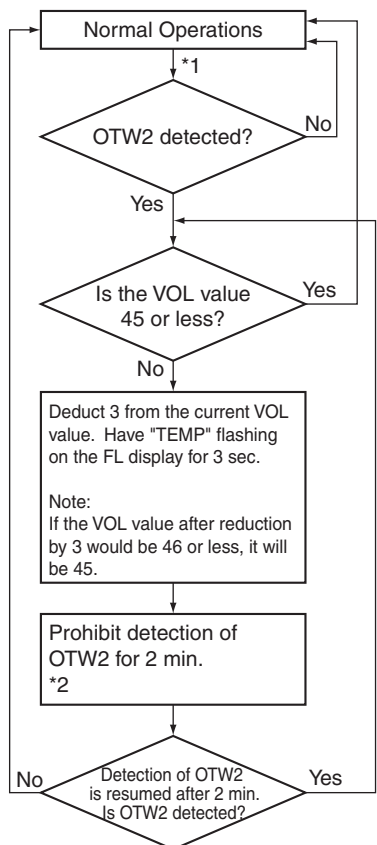 Normal Operations
*1
OTW2 detected?
No
Yes
Is the VOL value
45 or less?
Yes
No
Deduct 3 from the current VOL
value. Have "TEMP" flashing
on the FL display for 3 sec.
Note:
If the VOL value after reduction
by 3 would be 46 or less, it will
be 45.
Prohibit detection of
OTW2 for 2 min.
*2
No
Detection of OTW2
is resumed after 2 min.
Is OTW2 detected?
Yes